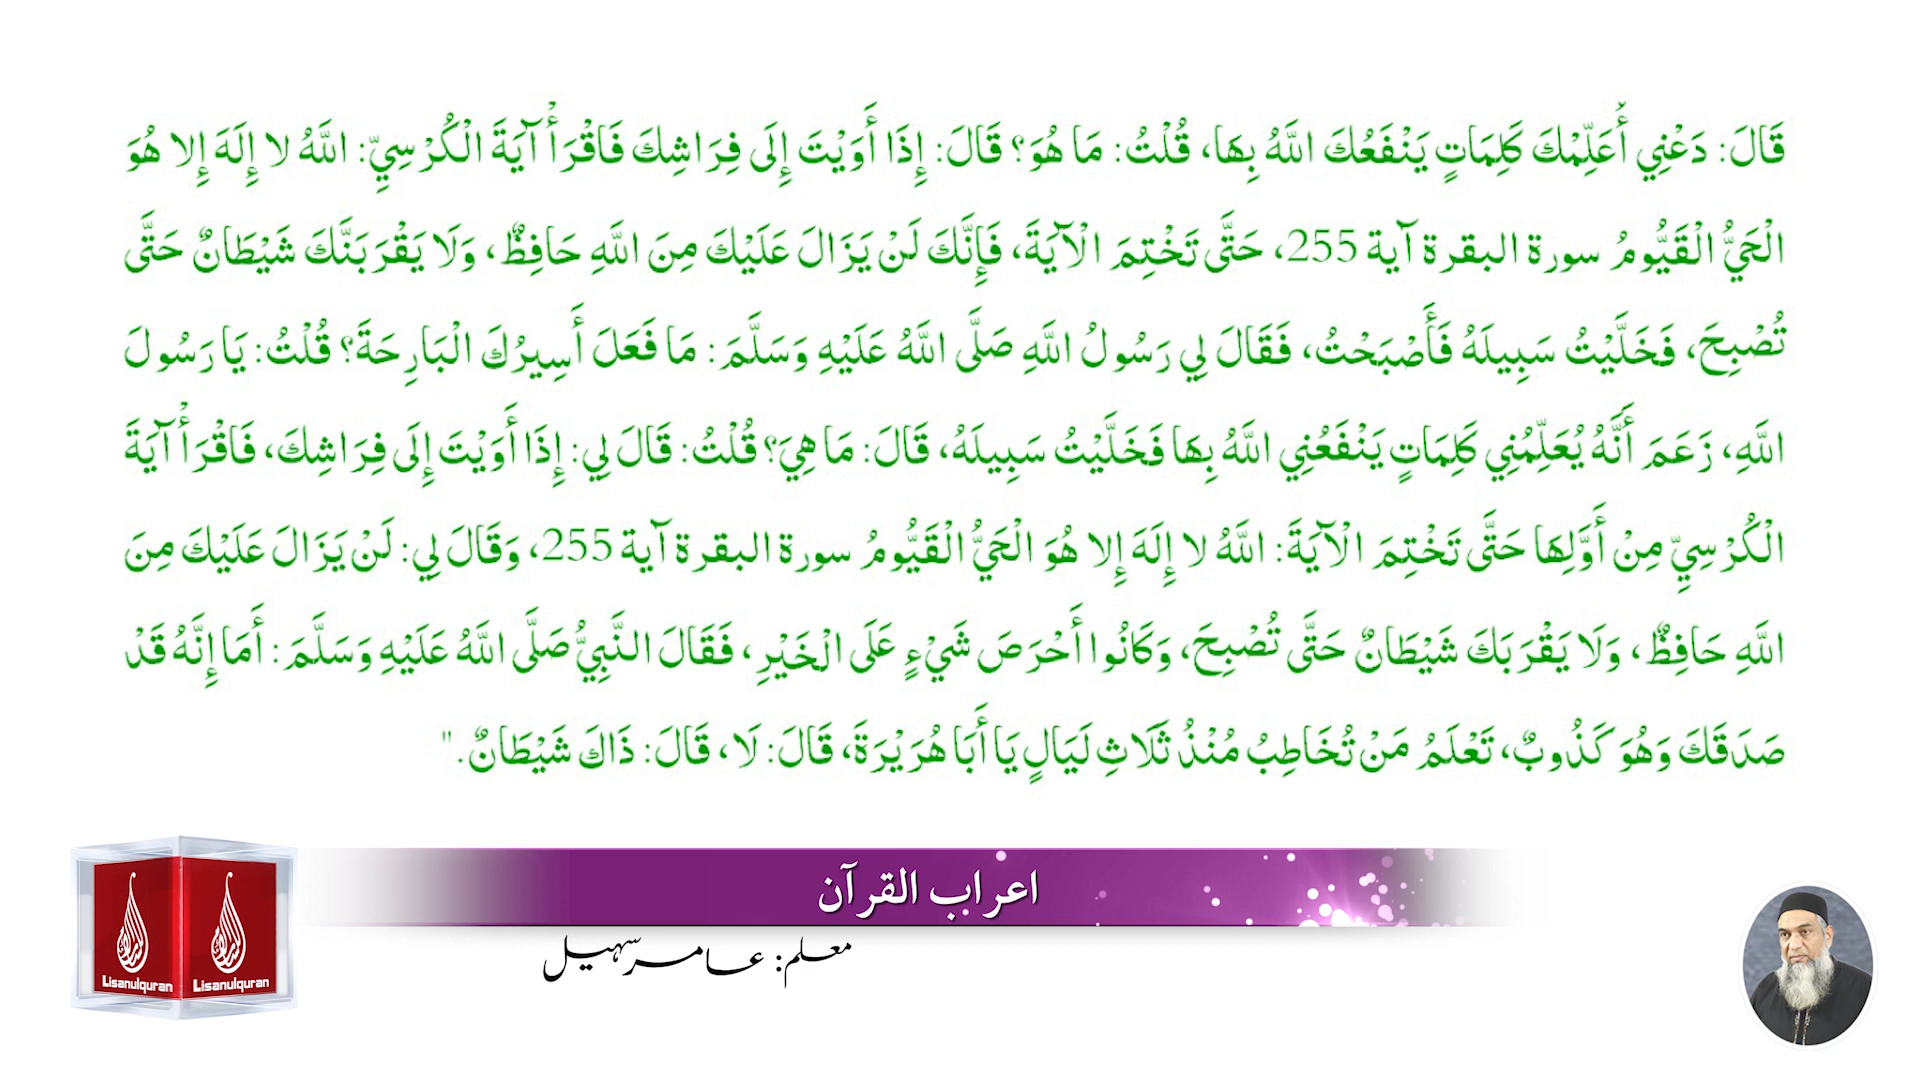 قَالَ: دَعْنِي أُعَلِّمْكَ كَلِمَاتٍ يَنْفَعُكَ اللَّهُ بِهَا، قُلْتُ: مَا هُوَ؟ قَالَ: إِذَا أَوَيْتَ إِلَى فِرَاشِكَ فَاقْرَأْ آيَةَ الْكُرْسِيِّ: اللَّهُ لا إِلَهَ إِلا هُوَ
الْحَيُّ الْقَيُّومُ سورة البقرة آية 255، حَتَّى تَخْتِمَ الْآيَةَ، فَإِنَّكَ لَنْ يَزَالَ عَلَيْكَ مِنَ اللَّهِ حَافِظٌ، وَلَا يَقْرَبَنَّكَ شَيْطَانٌ حَتَّى
تُصْبِحَ، فَخَلَّيْتُ سَبِيلَهُ فَأَصْبَحْتُ، فَقَالَ لِي رَسُولُ اللَّهِ صَلَّى اللَّهُ عَلَيْهِ وَسَلَّمَ: مَا فَعَلَ أَسِيرُكَ الْبَارِحَةَ؟ قُلْتُ: يَا رَسُولَ
اللَّهِ، زَعَمَ أَنَّهُ يُعَلِّمُنِي كَلِمَاتٍ يَنْفَعُنِي اللَّهُ بِهَا فَخَلَّيْتُ سَبِيلَهُ، قَالَ: مَا هِيَ؟ قُلْتُ: قَالَ لِي: إِذَا أَوَيْتَ إِلَى فِرَاشِكَ، فَاقْرَأْ آيَةَ
الْكُرْسِيِّ مِنْ أَوَّلِهَا حَتَّى تَخْتِمَ الْآيَةَ: اللَّهُ لا إِلَهَ إِلا هُوَ الْحَيُّ الْقَيُّومُ سورة البقرة آية 255، وَقَالَ لِي: لَنْ يَزَالَ عَلَيْكَ مِنَ
اللَّهِ حَافِظٌ، وَلَا يَقْرَبَكَ شَيْطَانٌ حَتَّى تُصْبِحَ، وَكَانُوا أَحْرَصَ شَيْءٍ عَلَى الْخَيْرِ، فَقَالَ النَّبِيُّ صَلَّى اللَّهُ عَلَيْهِ وَسَلَّمَ: أَمَا إِنَّهُ قَدْ
صَدَقَكَ وَهُوَ كَذُوبٌ، تَعْلَمُ مَنْ تُخَاطِبُ مُنْذُ ثَلَاثِ لَيَالٍ يَا أَبَا هُرَيْرَةَ، قَالَ: لَا، قَالَ: ذَاكَ شَيْطَانٌ."
اعراب القرآن
معلم: عامر سہیل
Lisanulquran Lisanulquran